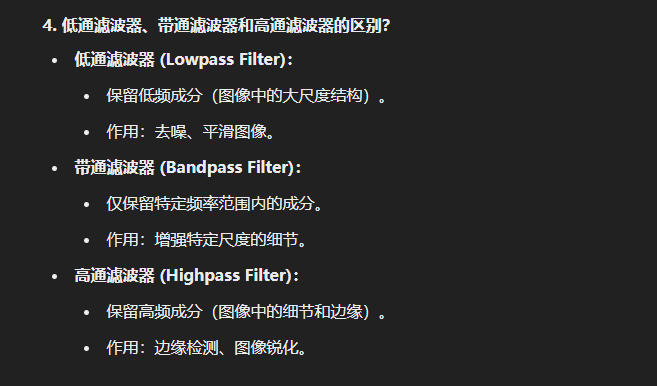 4. 低通滤波器、带通滤波器和高通滤波器的区别？
低通滤波器 (Lowpass Filter)：
保留低频成分（图像中的大尺度结构）。
作用：去噪、平滑图像。
带通滤波器 (Bandpass Filter)：
仅保留特定频率范围内的成分。
作用：增强特定尺度的细节。
高通滤波器 (Highpass Filter)：
保留高频成分（图像中的细节和边缘）。
作用：边缘检测、图像锐化。